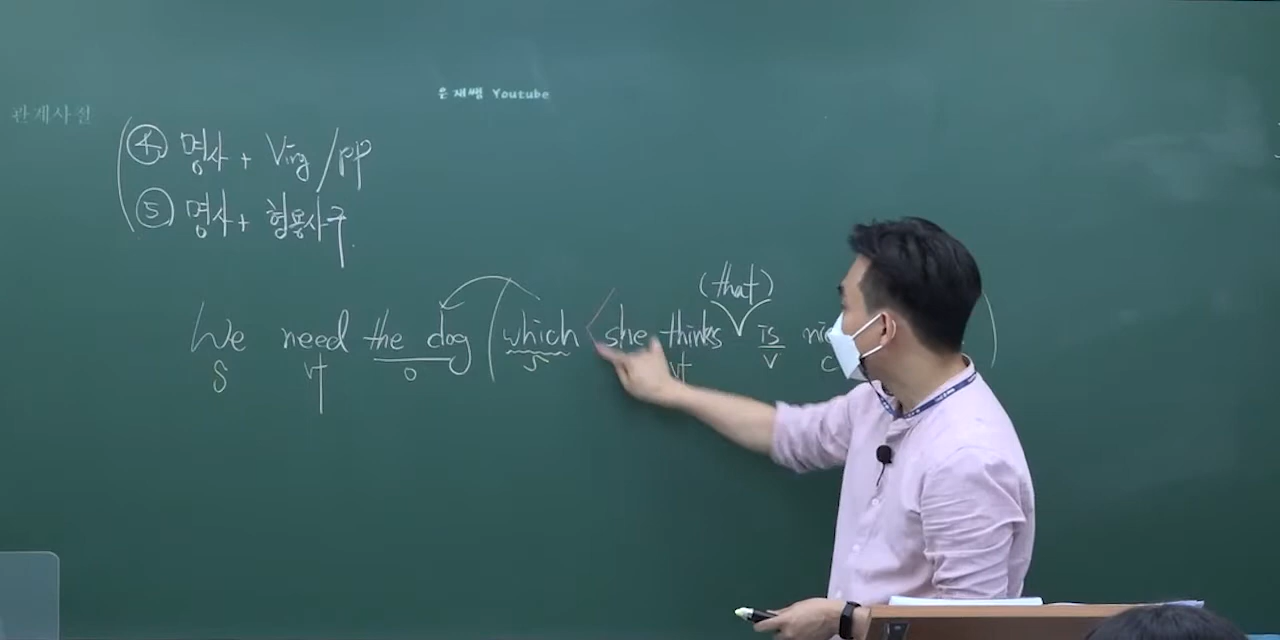 은재쌤 Youtube
관계사절
④ 명사 + Ving / pp
⑤ 명사 + 형용사구.
(that)
We need the dog (which < she thinks is )
S vt o S vt v c